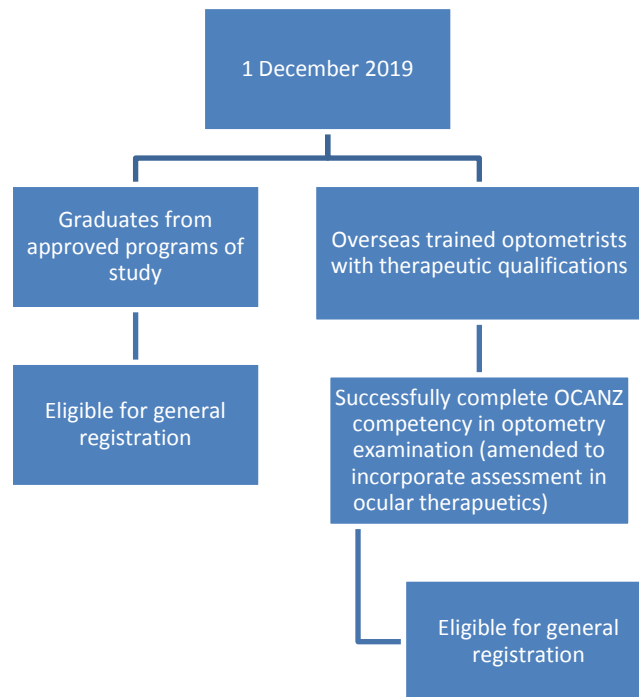 1 December 2019
Graduates from
approved programs of
study
Overseas trained optometrists
with therapeutic qualifications
Eligible for general
registration
Successfully complete OCANZ
competency in optometry
examination (amended to
incorporate assessment in
ocular therapuetics)
Eligible for general
registration